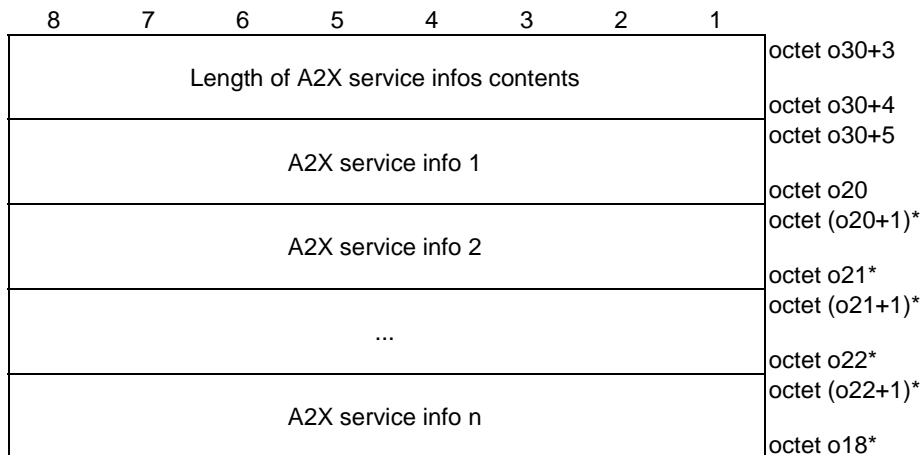 8 7 6 5 4 3 2 1
octet o30+3
Length of A2X service infos contents
octet o30+4
octet o30+5
A2X service info 1
octet o20
octet (o20+1)*
A2X service info 2
octet o21*
octet (o21+1)*
...
octet o22*
octet (o22+1)*
A2X service info n
octet o18*